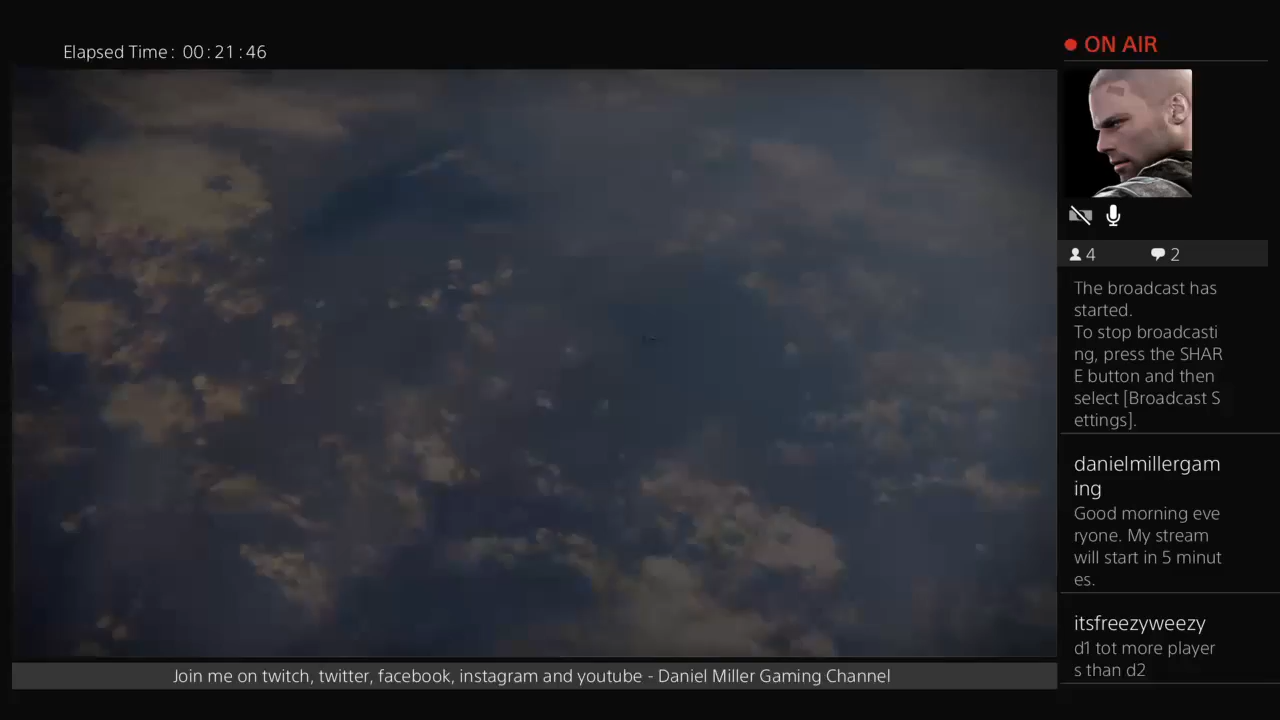 Elapsed Time: 00:21:46
ON AIR
4
2
The broadcast has
started.
To stop broadcasti
ng, press the SHAR
E button and then
select [Broadcast S
ettings].
danielmillergam
ing
Good morning eve
ryone. My stream
will start in 5 minut
es.
itsfreezyweezy
d1 tot more player
s than d2
Join me on twitch, twitter, facebook, instagram and youtube - Daniel Miller Gaming Channel